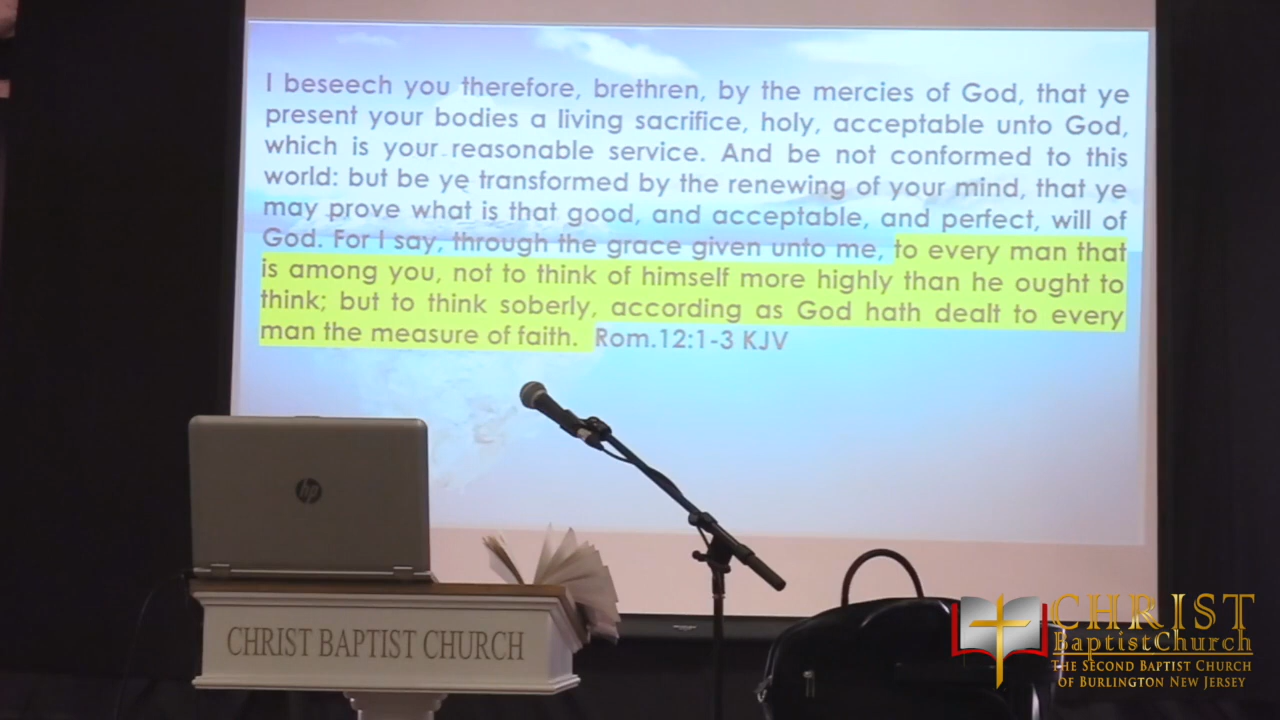 I beseech you therefore, brethren, by the mercies of God, that ye
present your bodies a living sacrifice, holy, acceptable unto God,
which is your reasonable service. And be not conformed to this
world: but be ye transformed by the renewing of your mind, that ye
may prove what is that good, and acceptable, and perfect, will of
God. For I say, through the grace given unto me, to every man that
is among you, not to think of himself more highly than he ought to
think; but to think soberly, according as God hath dealt to every
man the measure of faith. Rom.12:1-3 KJV
hp
CHRIST BAPTIST CHURCH
CHRIST
BaptistChurch
THE SECOND BAPTIST CHURCH
OF BURLINGTON NEW JERSEY